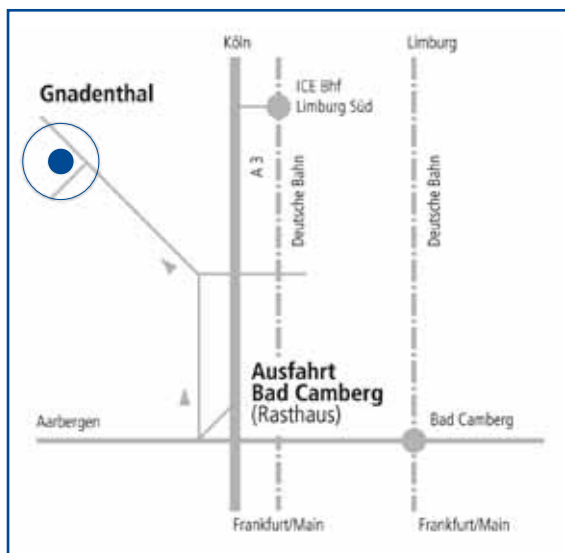 Köln
Limburg
Gnadenthal
ICE Bhf
Limburg Süd
A 3
Deutsche Bahn
Deutsche Bahn
Ausfahrt
Bad Camberg
(Rasthaus)
Aarbergen
Bad Camberg
Frankfurt/Main
Frankfurt/Main